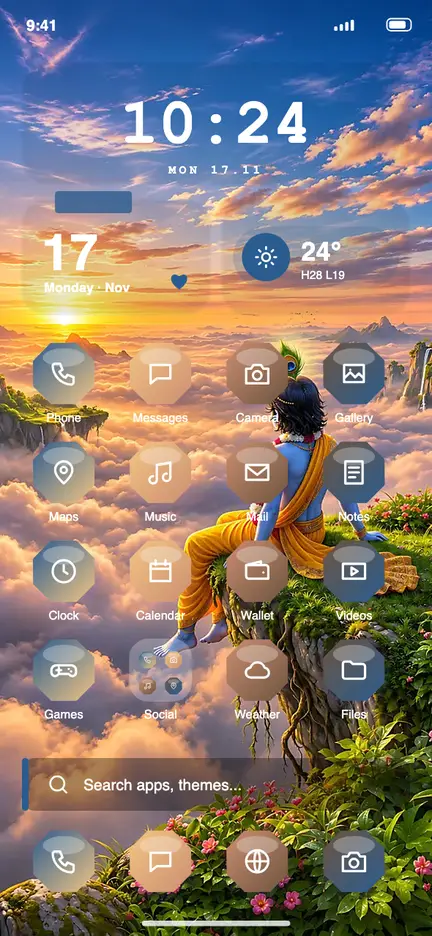 9:41
10:24
MON 17.11
17
Monday · Nov
24°
H28 L19
Phone
Messages
Camera
Gallery
Maps
Music
Mail
Notes
Clock
Calendar
Wallet
Videos
Games
Social
Weather
Files
Search apps, themes...